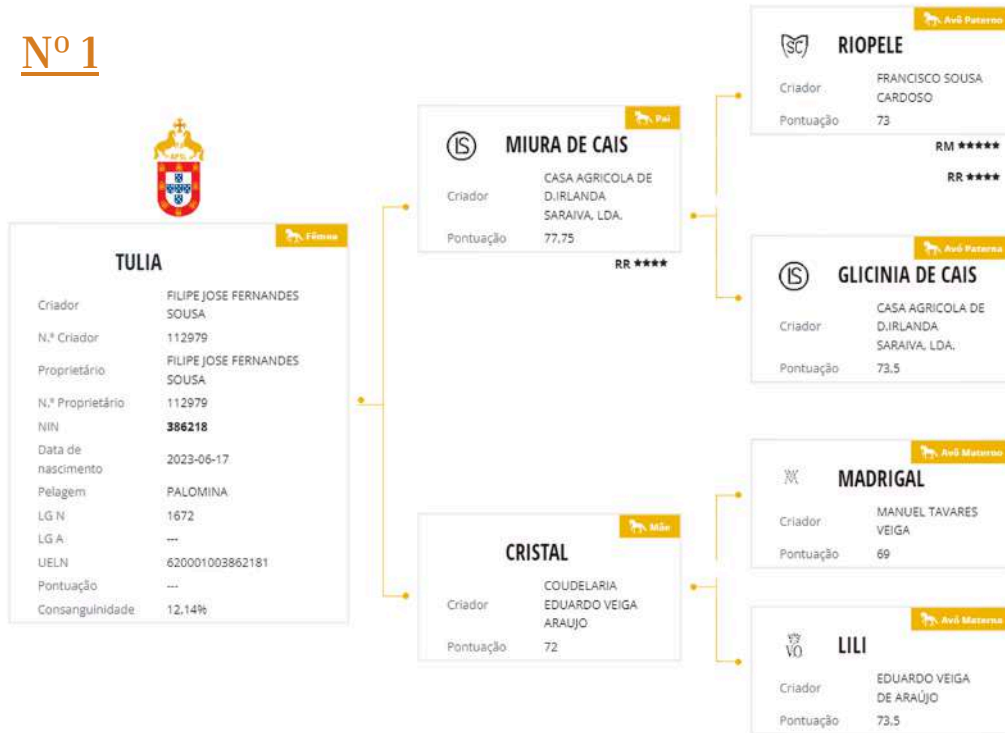 Nº 1
APSL
Fêmea
TULIA
Criador FILIPE JOSE FERNANDES
SOUSA
N.º Criador 112979
Proprietário FILIPE JOSE FERNANDES
SOUSA
N.º Proprietário 112979
NIN 386218
Data de
nascimento 2023-06-17
Pelagem PALOMINA
LG N 1672
LG A ---
UELN 620001003862181
Pontuação ---
Consanguinidade 12,14%
Pai
IS MIURA DE CAIS
Criador CASA AGRICOLA DE
D.IRLANDA
SARAIVA, LDA.
Pontuação 77,75
RR ★★★★
Mãe
CRISTAL
Criador COUDELARIA
EDUARDO VEIGA
ARAUJO
Pontuação 72
Avô Paterno
SC RIOPELE
Criador FRANCISCO SOUSA
CARDOSO
Pontuação 73
RM ★★★★★
RR ★★★★
Avó Paterna
IS GLICINIA DE CAIS
Criador CASA AGRICOLA DE
D.IRLANDA
SARAIVA, LDA.
Pontuação 73.5
Avô Materno
MADRIGAL
Criador MANUEL TAVARES
VEIGA
Pontuação 69
Avó Materna
VO LILI
Criador EDUARDO VEIGA
DE ARAÚJO
Pontuação 73.5